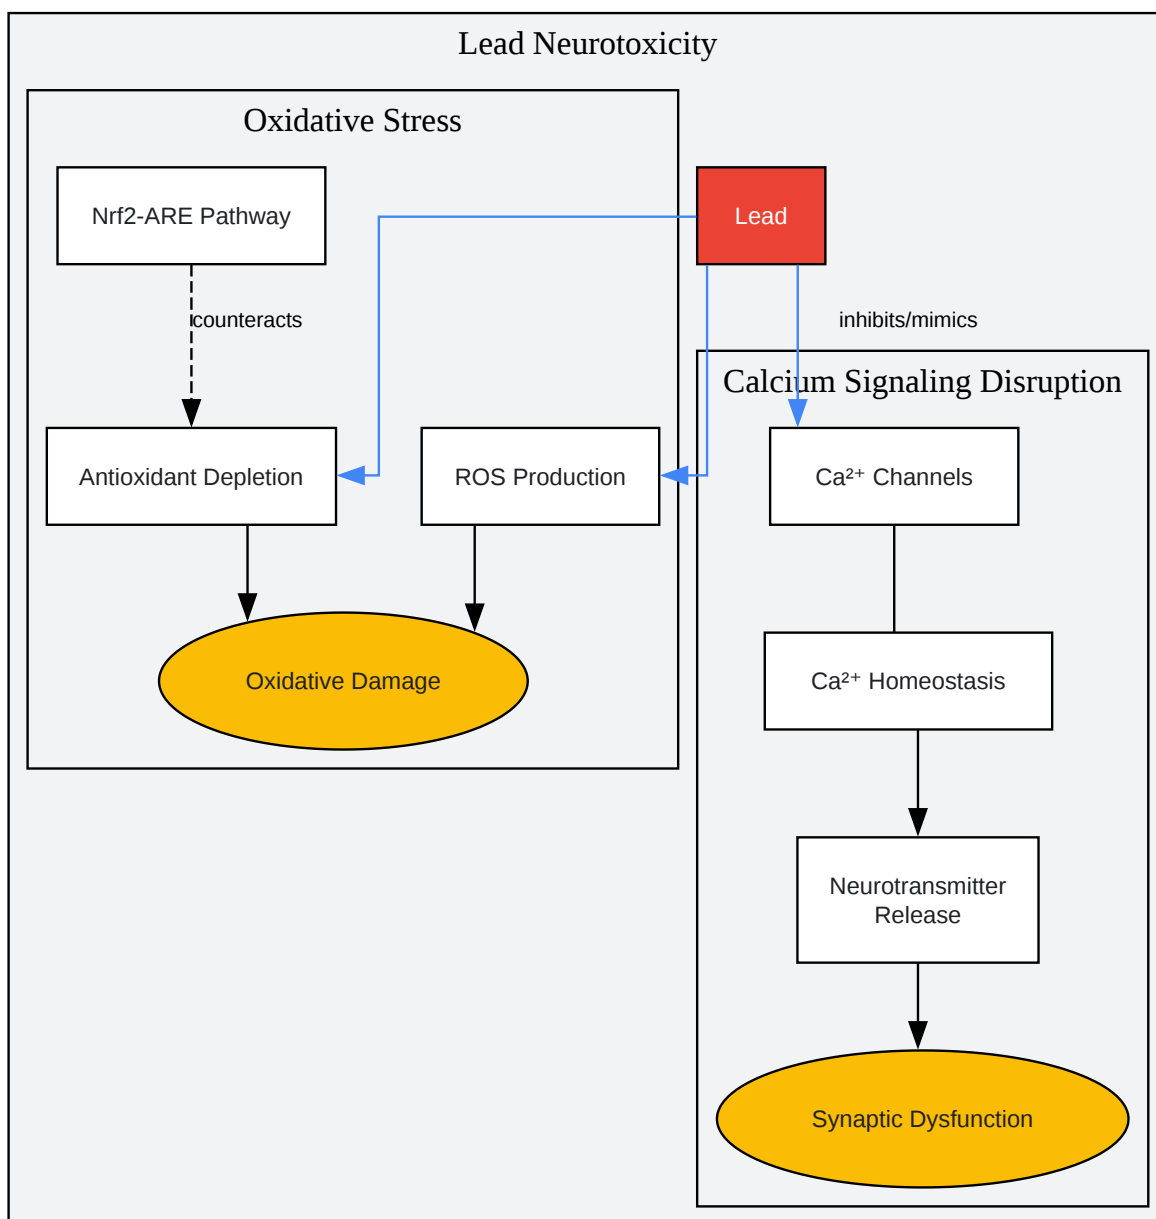 Lead Neurotoxicity
Oxidative Stress
Nrf2-ARE Pathway
Lead
counteracts
inhibits/mimics
Calcium Signaling Disruption
Antioxidant Depletion
ROS Production
Ca²⁺ Channels
Oxidative Damage
Ca²⁺ Homeostasis
Neurotransmitter
Release
Synaptic Dysfunction